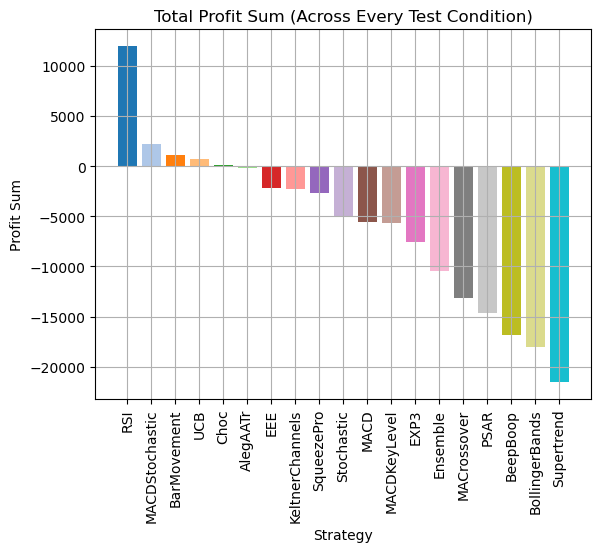 Total Profit Sum (Across Every Test Condition)
Profit Sum
10000
5000
0
−5000
−10000
−15000
−20000
RSI
MACDStochastic
BarMovement
UCB
Choc
AlegAATr
EEE
KeltnerChannels
SqueezePro
Stochastic
MACD
MACDKeyLevel
EXP3
Ensemble
MACrossover
PSAR
BeepBoop
BollingerBands
Supertrend
Strategy